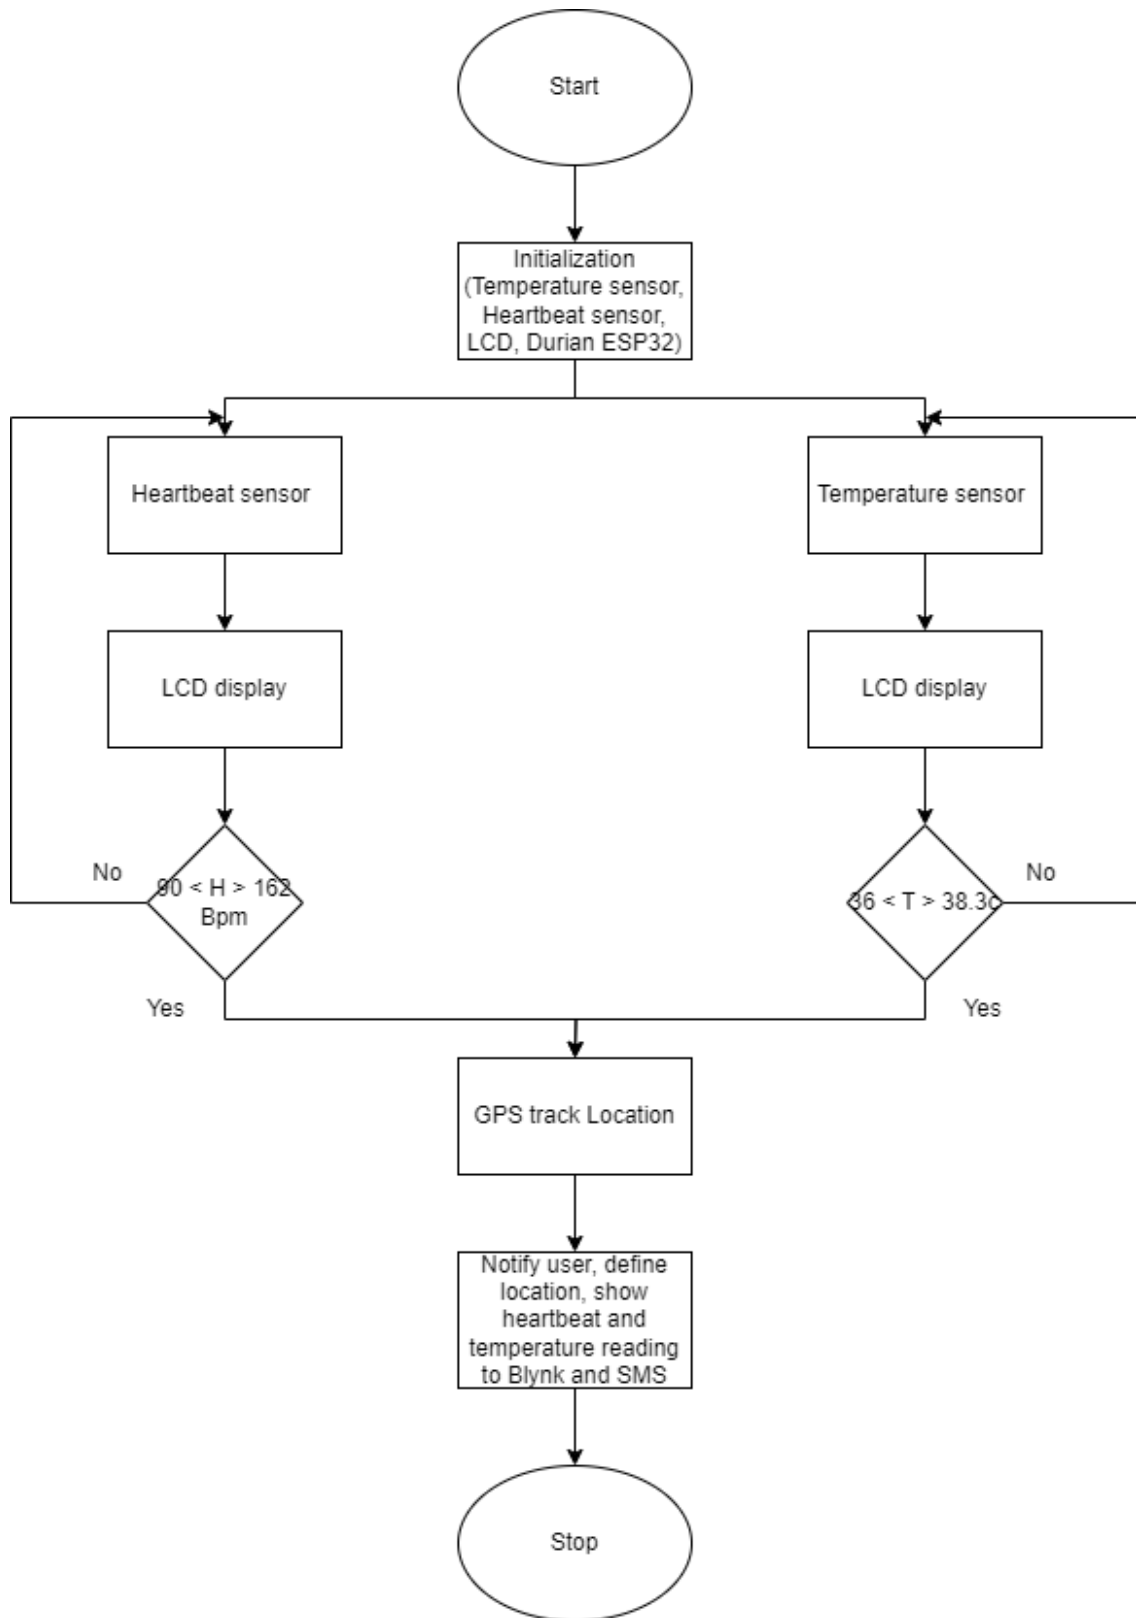 Start
Initialization
(Temperature sensor,
Heartbeat sensor,
LCD, Durian ESP32)
Heartbeat sensor
Temperature sensor
LCD display
LCD display
No
90 < H > 162
Bpm
36 < T > 38.3c
No
Yes
Yes
GPS track Location
Notify user, define
location, show
heartbeat and
temperature reading
to Blynk and SMS
Stop